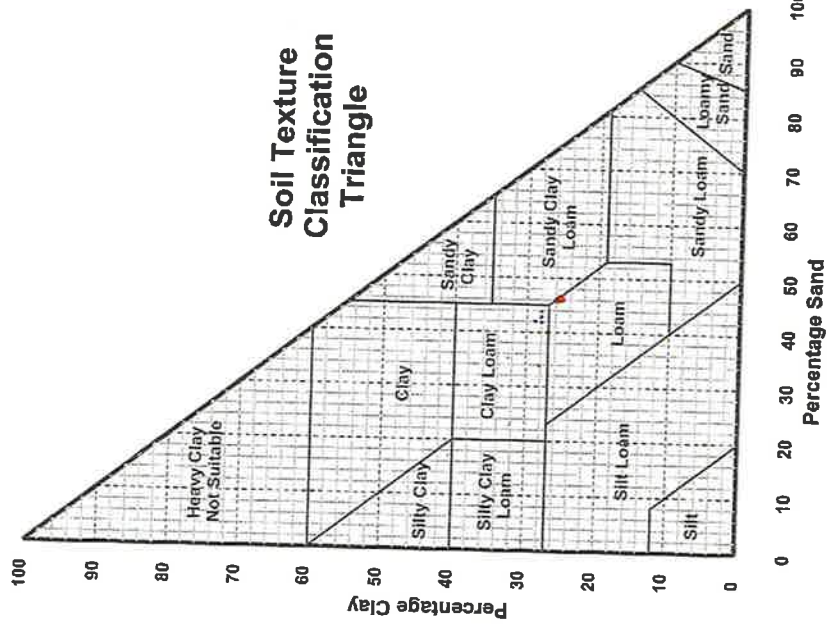 Soil Texture
Classification
Triangle
100
90
80
70
60
50
40
30
20
10
0
Percentage Clay
Heavy Clay
Not Suitable
Clay
Silty Clay
Sandy
Clay
Silty Clay
Loam
Clay Loam
Sandy Clay
Loam
Silt Loam
Loam
Sandy Loam
Silt
Loamy
Sand
Sand
0
10
20
30
40
50
60
70
80
90
Percentage Sand